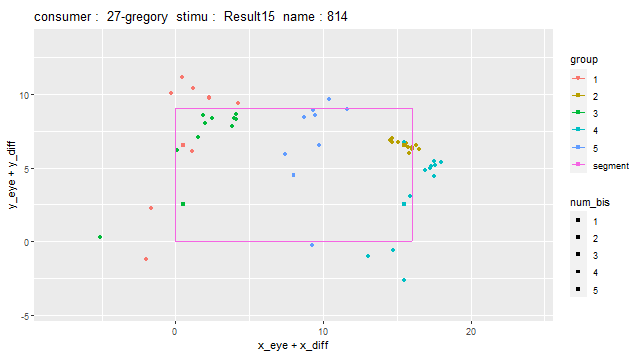 consumer :  27-gregory  stimu :  Result15  name : 814
y_eye + y_diff
10
5
0
-5
0
10
20
x_eye + x_diff
group
1
2
3
4
5
segment
num_bis
1
2
3
4
5